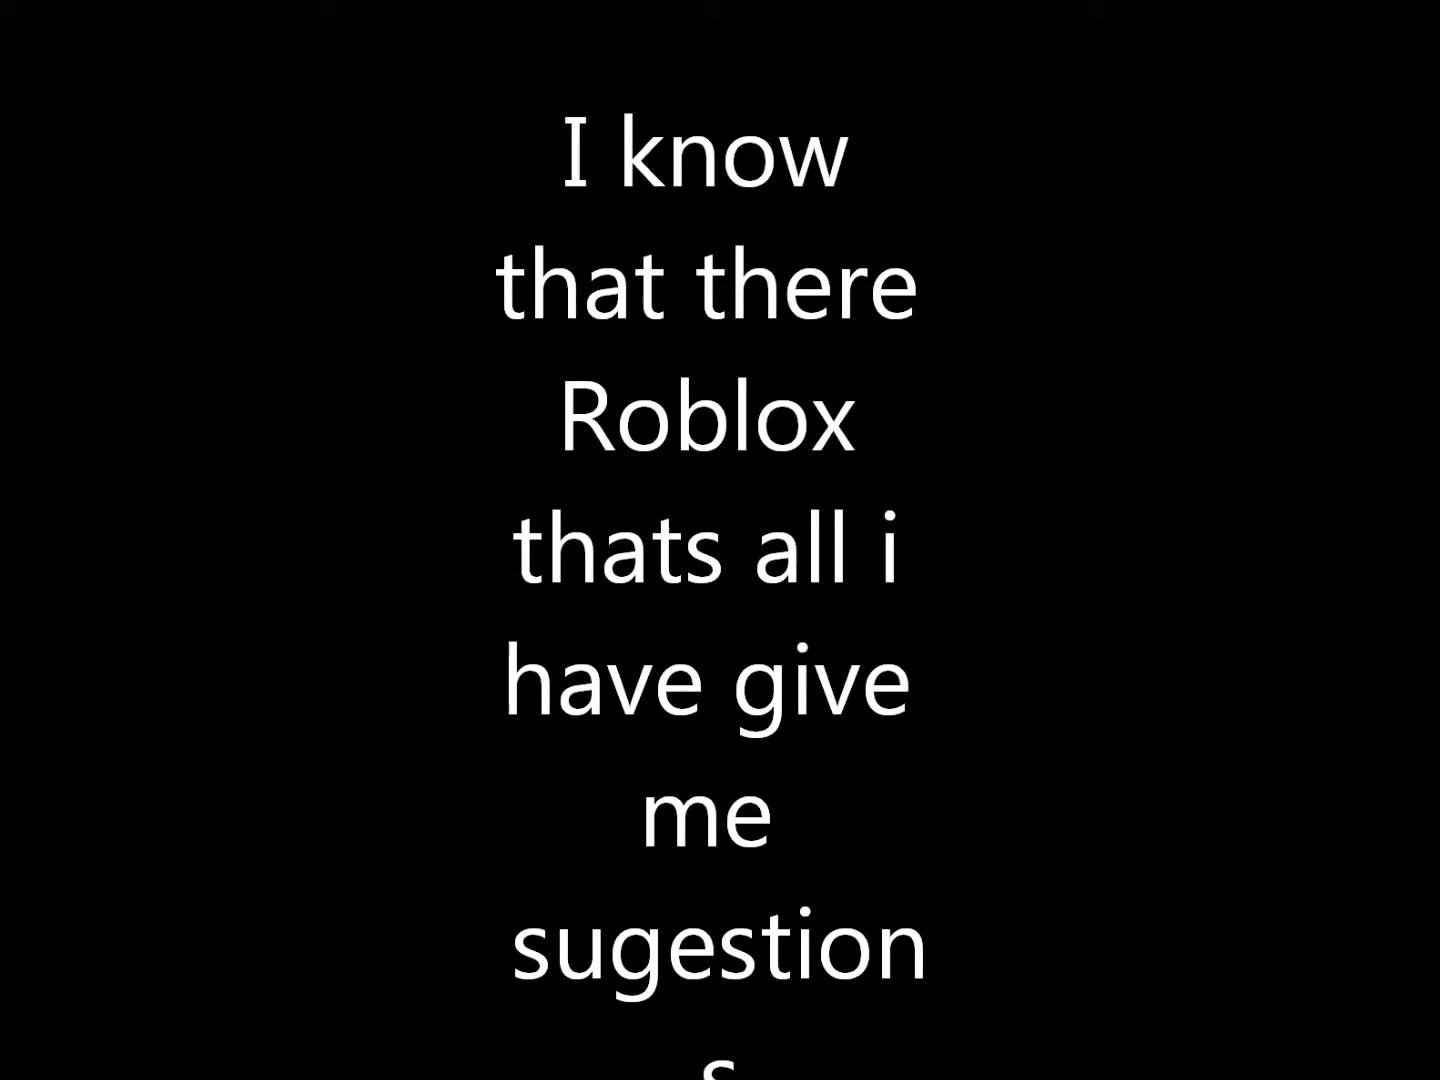 I know
that there
Roblox
thats all i
have give
me
sugestion
s